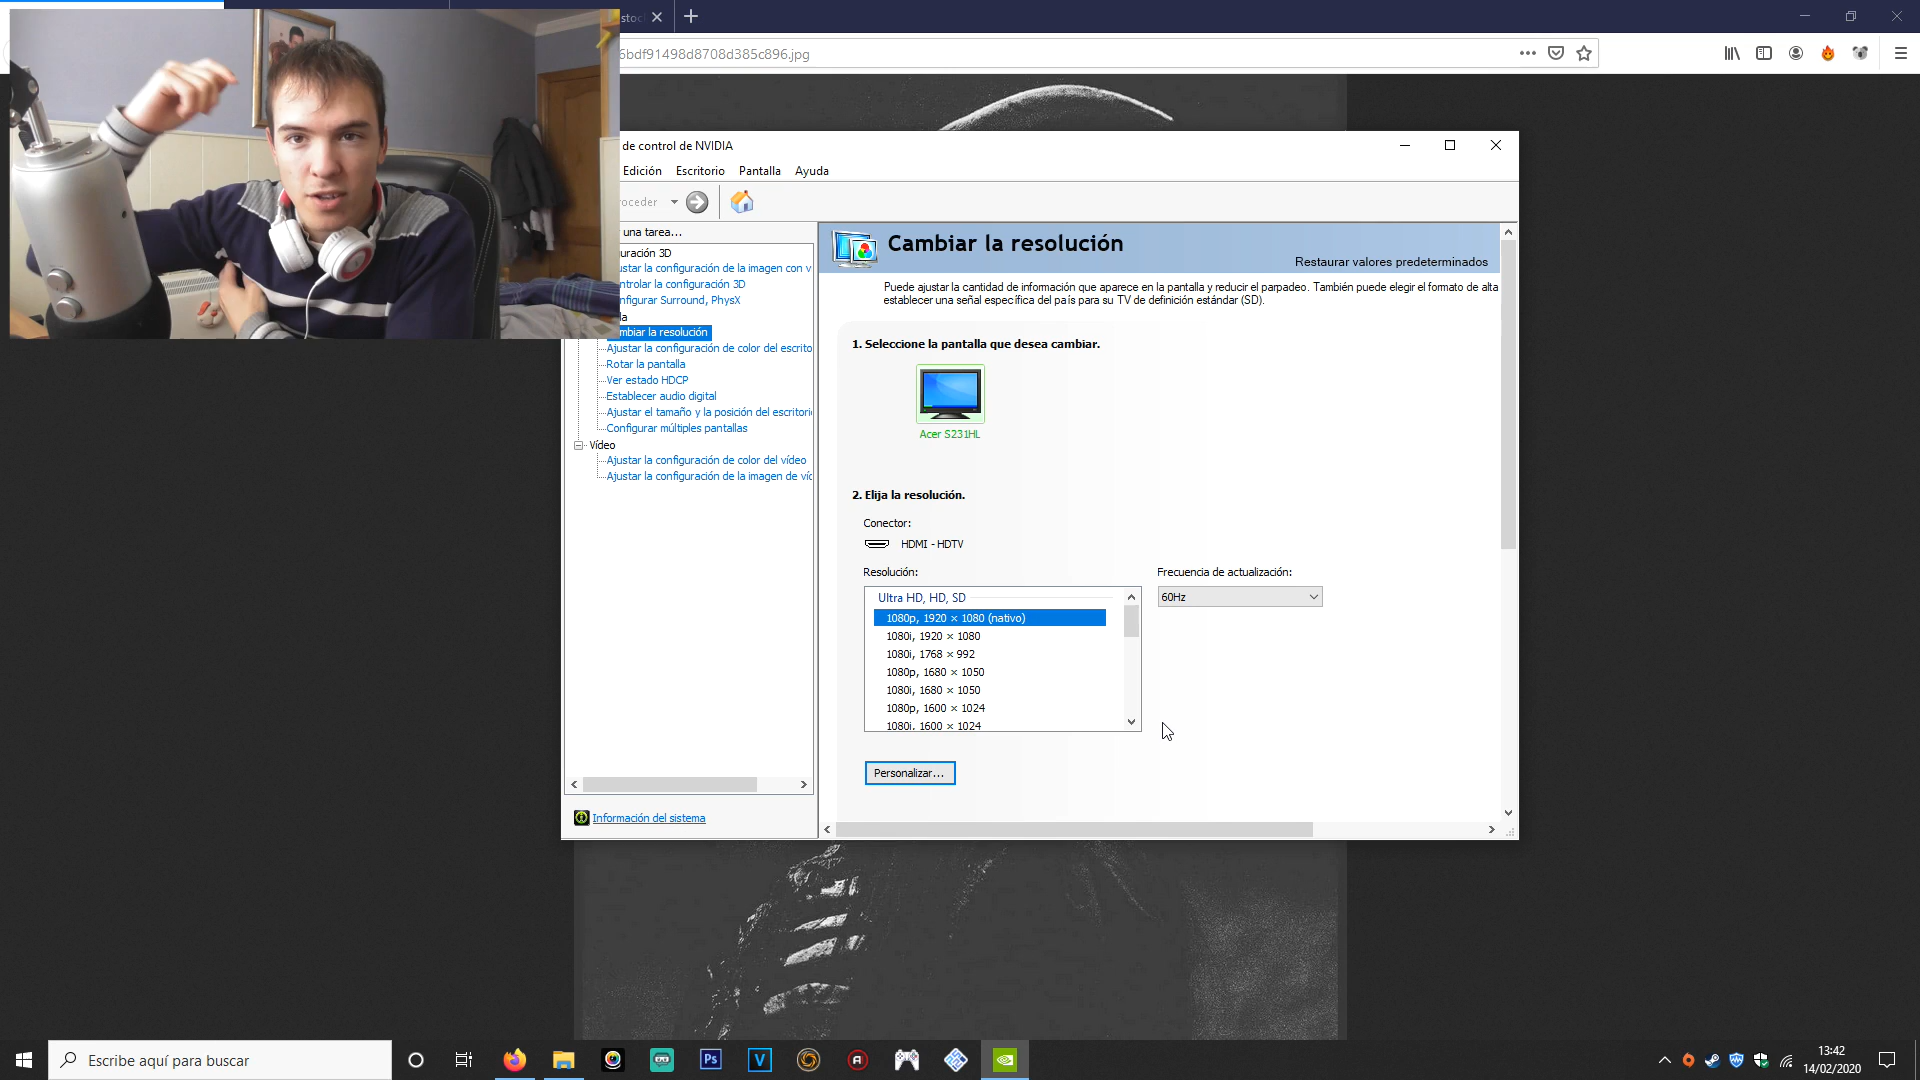 stoc
6bdf91498d8708d385c896.jpg
de control de NVIDIA
Edición Escritorio Pantalla Ayuda
roceder
una tarea...
uración 3D
ustar la configuración de la imagen con v
ntrolar la configuración 3D
nfigurar Surround, PhysX
la
mbiar la resolución
Ajustar la configuración de color del escrito
Rotar la pantalla
Ver estado HDCP
Establecer audio digital
Ajustar el tamaño y la posición del escritori
Configurar múltiples pantallas
Vídeo
Ajustar la configuración de color del vídeo
Ajustar la configuración de la imagen de víd
Información del sistema
Cambiar la resolución
Restaurar valores predeterminados
Puede ajustar la cantidad de información que aparece en la pantalla y reducir el parpadeo. También puede elegir el formato de alta
establecer una señal específica del país para su TV de definición estándar (SD).
1. Seleccione la pantalla que desea cambiar.
Acer S231HL
2. Elija la resolución.
Conector:
HDMI - HDTV
Resolución:
Frecuencia de actualización:
Ultra HD, HD, SD
60Hz
1080p, 1920 × 1080 (nativo)
1080i, 1920 × 1080
1080i, 1768 × 992
1080p, 1680 × 1050
1080i, 1680 × 1050
1080p, 1600 × 1024
1080i, 1600 × 1024
Personalizar...
Escribe aquí para buscar
Ps
V
13:42
14/02/2020